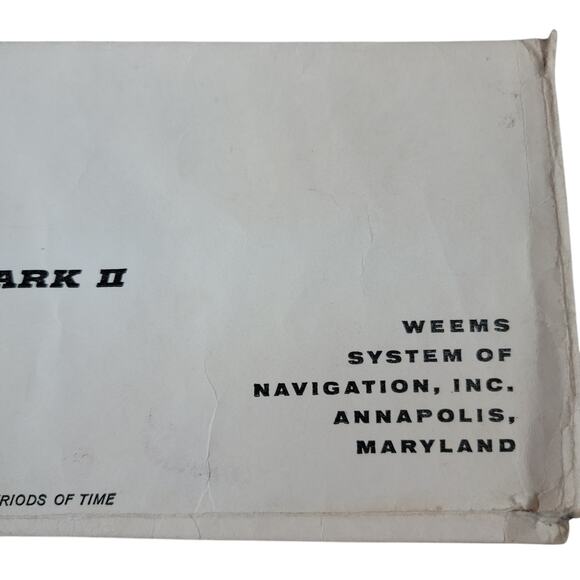 ARK II
WEEMS
SYSTEM OF
NAVIGATION, INC.
ANNAPOLIS,
MARYLAND
RIODS OF TIME